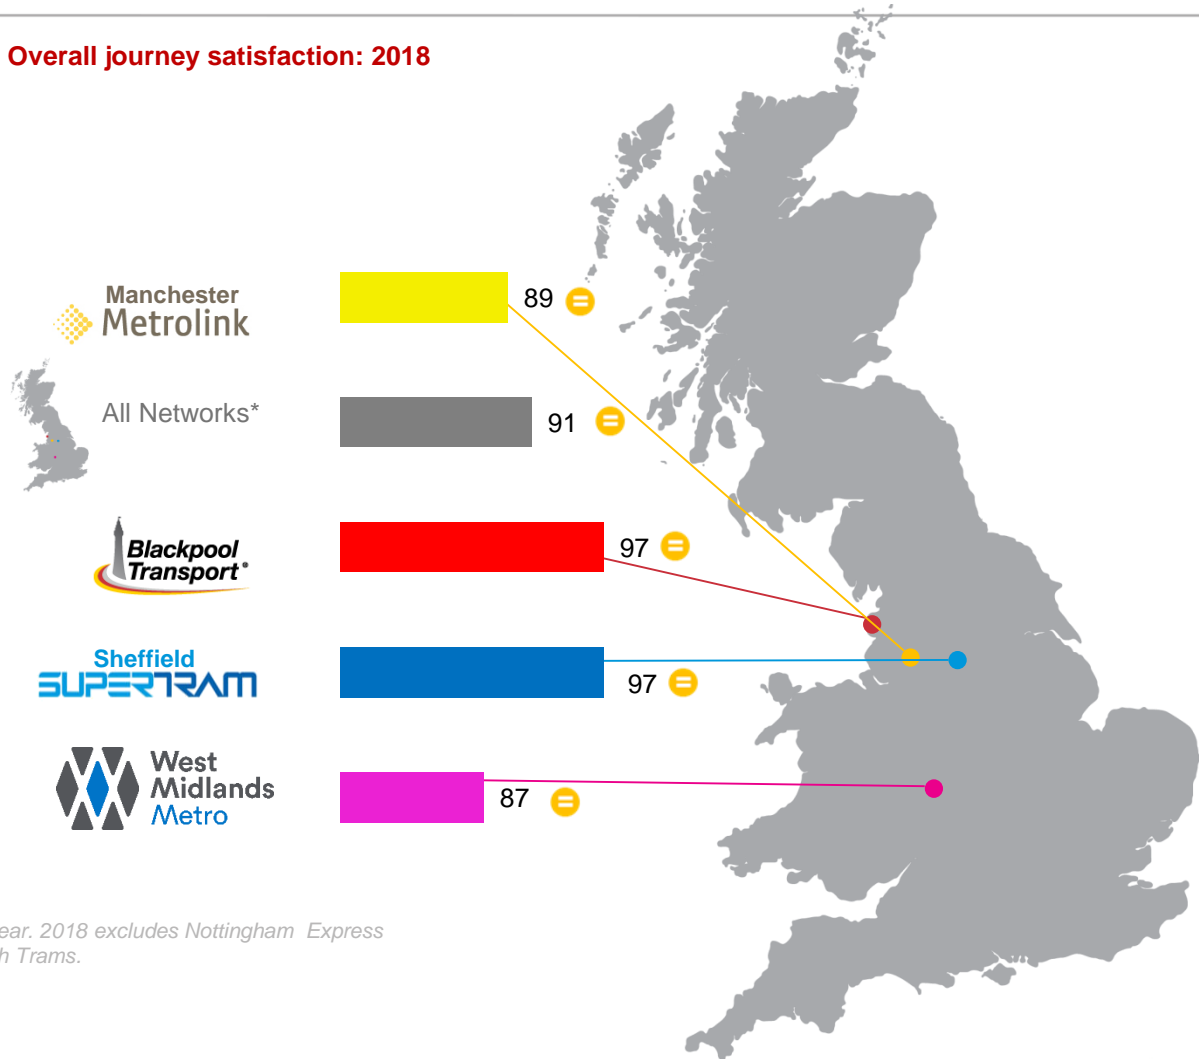 Overall journey satisfaction: 2018
Manchester
Metrolink
89
All Networks*
91
Blackpool
Transport
97
Sheffield
SUPERTRAM
97
West
Midlands
Metro
87
ear. 2018 excludes Nottingham Express
h Trams.